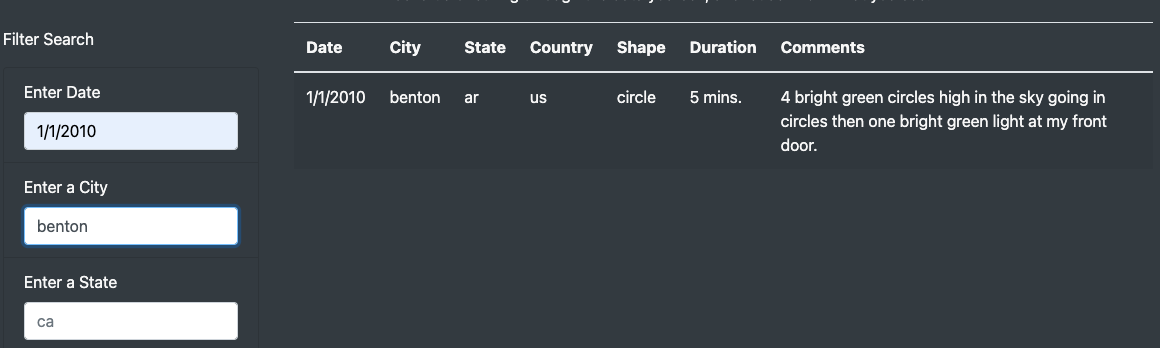 Filter Search
Enter Date
1/1/2010
Enter a City
benton
Enter a State
ca
Date City State Country Shape Duration Comments
1/1/2010 benton ar us circle 5 mins. 4 bright green circles high in the sky going in
circles then one bright green light at my front
door.